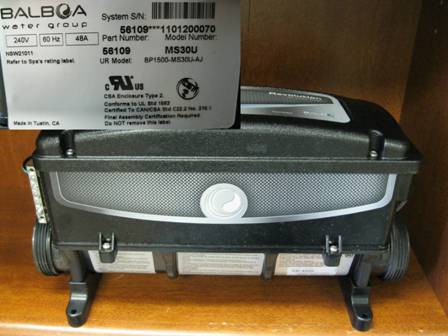 BALBOA
water group
System S/N:
56109***1101200070
240V 60 Hz 48A
Part Number: Model Number:
NSW21011
56109 MS30U
Refer to Spa's rating label.
UR Model: BP1500-MS30U-AJ
C US
CSA Enclosure Type 2.
Conforms to UL Std 1563
Certified To CAN/CSA Std C22.2 No. 218.1
Final Assembly Certification Required
Made in Tustin, CA
Do NOT remove this label.